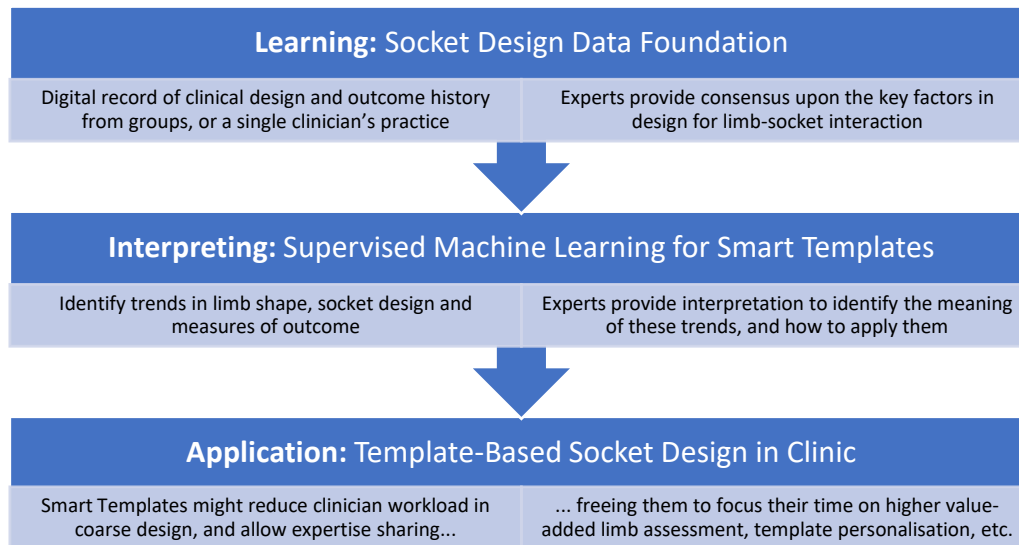 Learning: Socket Design Data Foundation
Digital record of clinical design and outcome history
from groups, or a single clinician’s practice
Experts provide consensus upon the key factors in
design for limb-socket interaction
Interpreting: Supervised Machine Learning for Smart Templates
Identify trends in limb shape, socket design and
measures of outcome
Experts provide interpretation to identify the meaning
of these trends, and how to apply them
Application: Template-Based Socket Design in Clinic
Smart Templates might reduce clinician workload in
coarse design, and allow expertise sharing...
... freeing them to focus their time on higher value-
added limb assessment, template personalisation, etc.